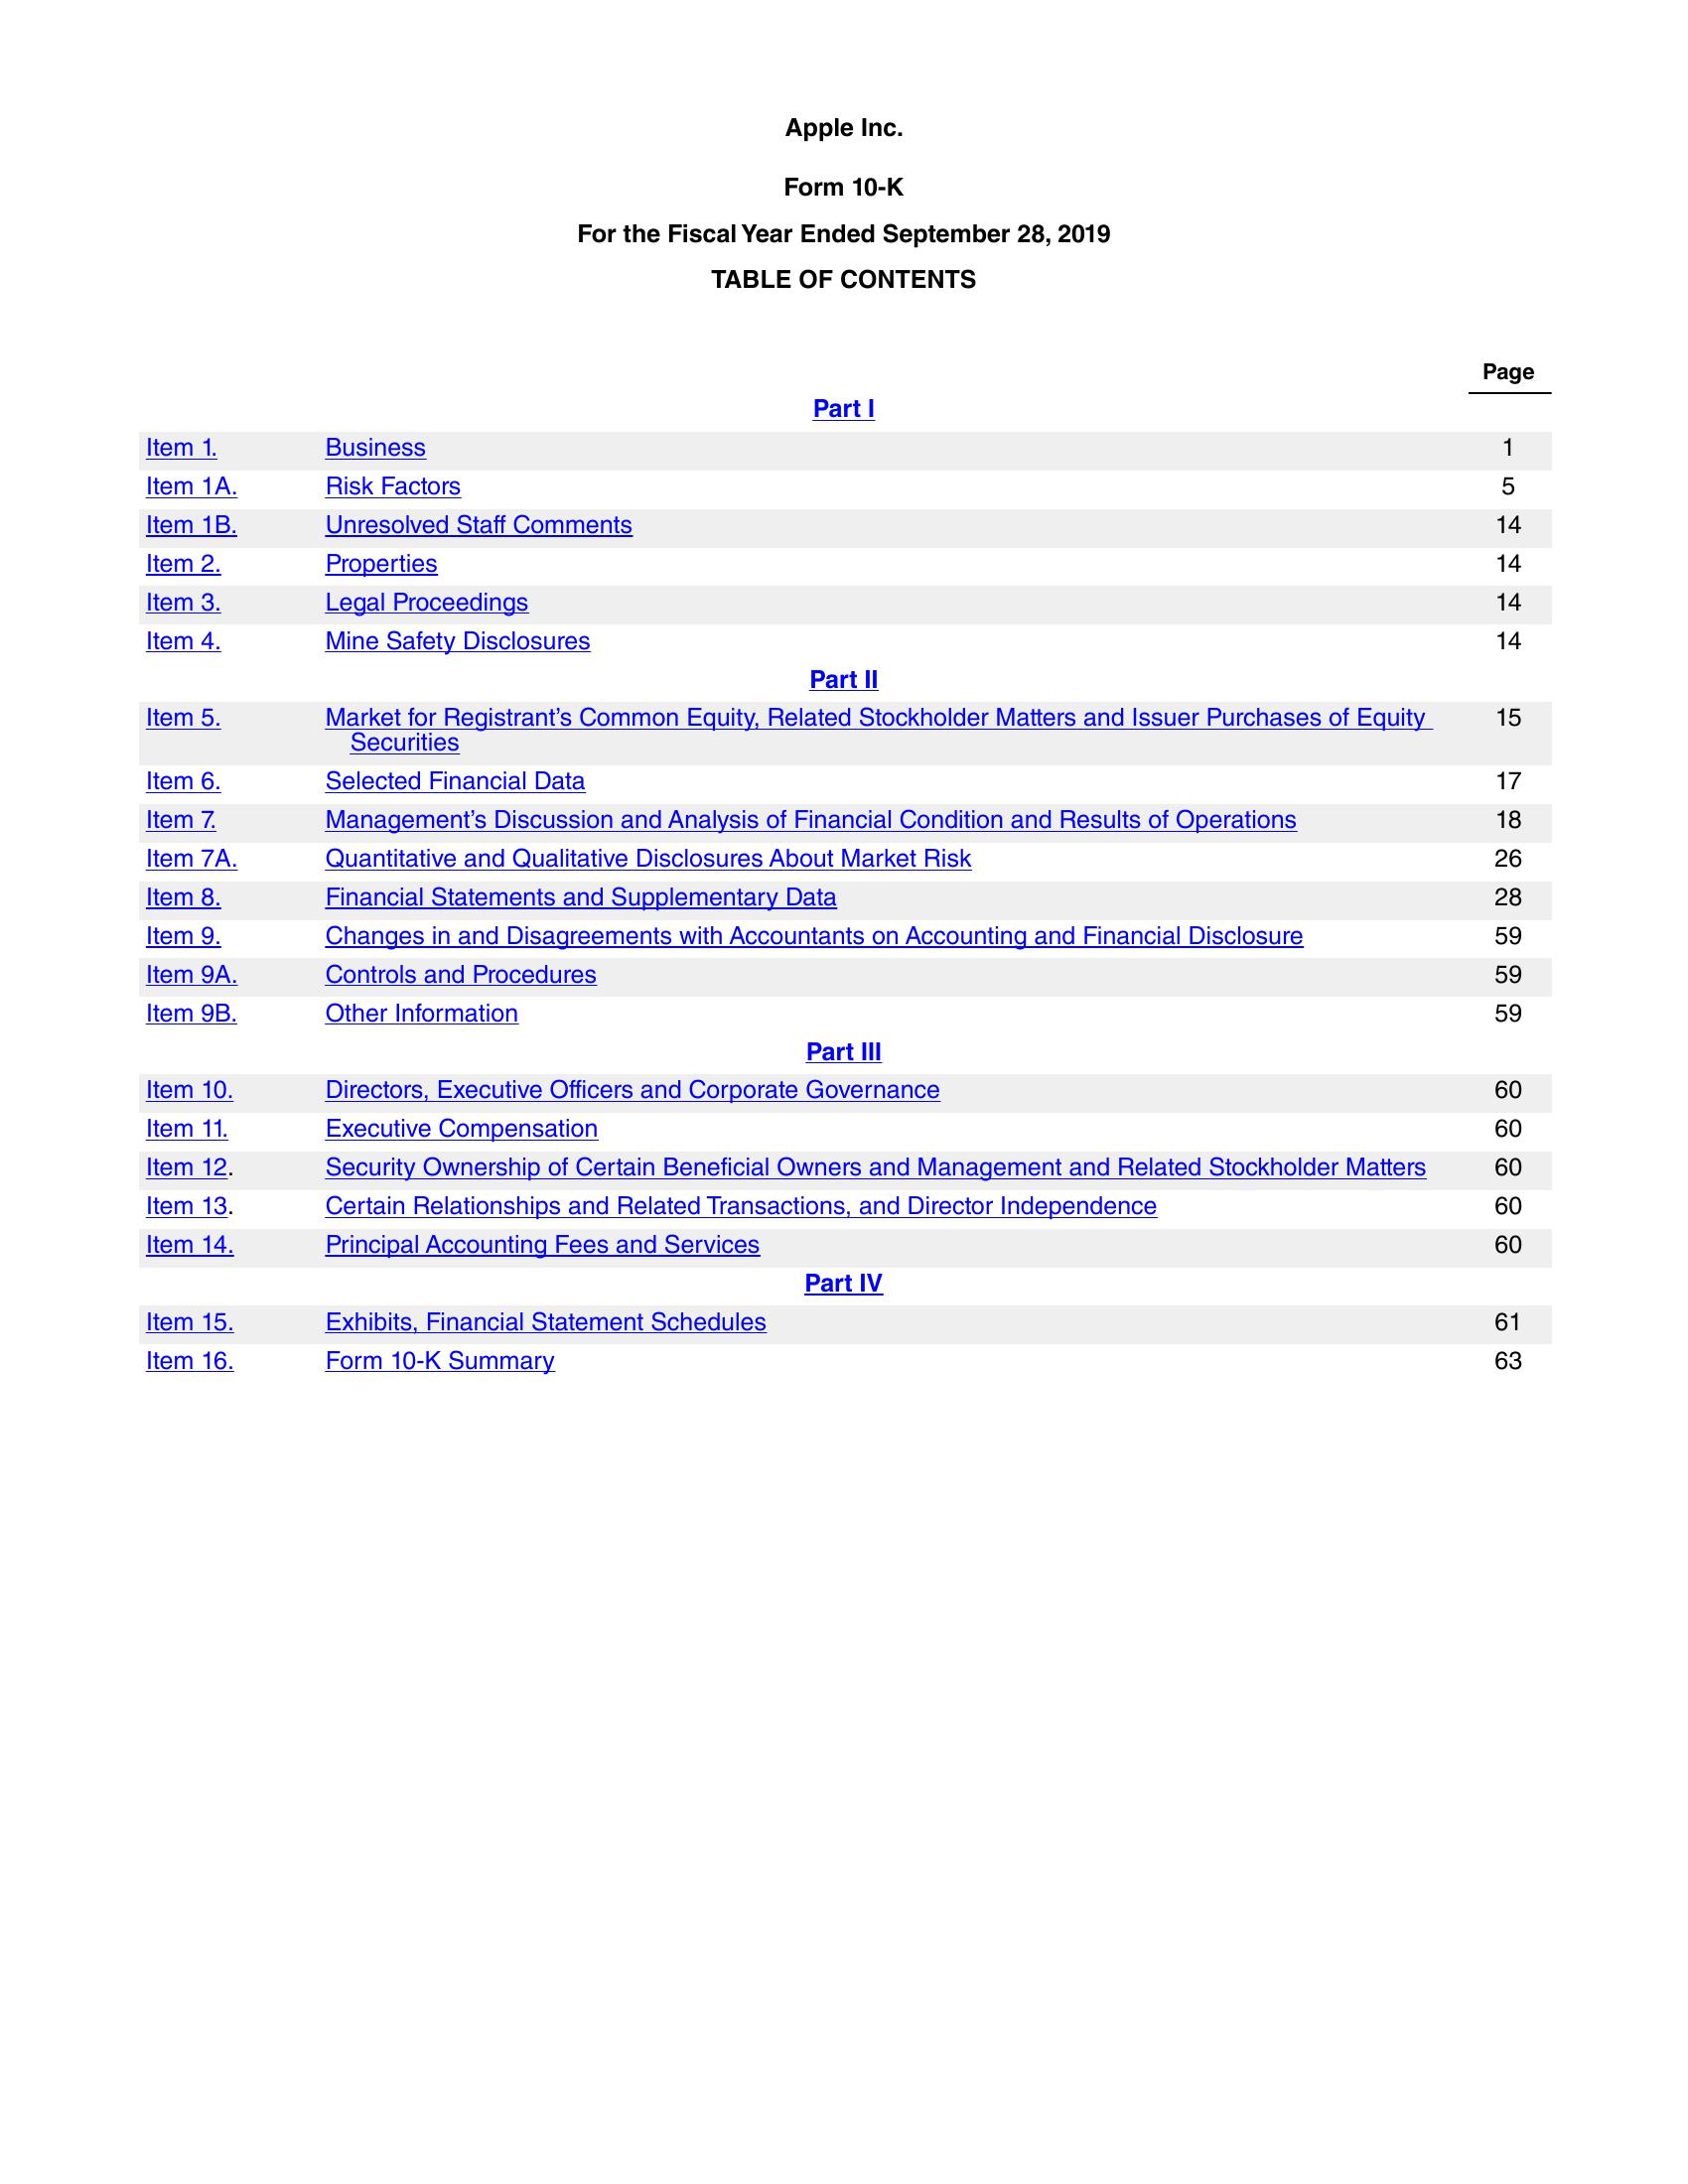 Apple Inc.
Form 10-K
For the Fiscal Year Ended September 28, 2019
TABLE OF CONTENTS
Page
Part I
Item 1. Business 1
Item 1A. Risk Factors 5
Item 1B. Unresolved Staff Comments 14
Item 2. Properties 14
Item 3. Legal Proceedings 14
Item 4. Mine Safety Disclosures 14
Part II
Item 5. Market for Registrant’s Common Equity, Related Stockholder Matters and Issuer Purchases of Equity 15
Securities
Item 6. Selected Financial Data 17
Item 7. Management’s Discussion and Analysis of Financial Condition and Results of Operations 18
Item 7A. Quantitative and Qualitative Disclosures About Market Risk 26
Item 8. Financial Statements and Supplementary Data 28
Item 9. Changes in and Disagreements with Accountants on Accounting and Financial Disclosure 59
Item 9A. Controls and Procedures 59
Item 9B. Other Information 59
Part III
Item 10. Directors, Executive Officers and Corporate Governance 60
Item 11. Executive Compensation 60
Item 12. Security Ownership of Certain Beneficial Owners and Management and Related Stockholder Matters 60
Item 13. Certain Relationships and Related Transactions, and Director Independence 60
Item 14. Principal Accounting Fees and Services 60
Part IV
Item 15. Exhibits, Financial Statement Schedules 61
Item 16. Form 10-K Summary 63